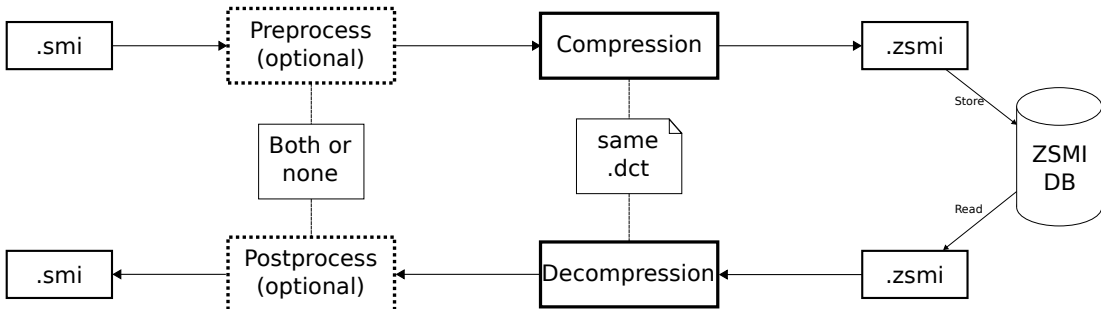 .smi
Preprocess
(optional)
Compression
.zsmi
Store
Both or
none
same
.dct
ZSMI
DB
Read
.smi
Postprocess
(optional)
Decompression
.zsmi